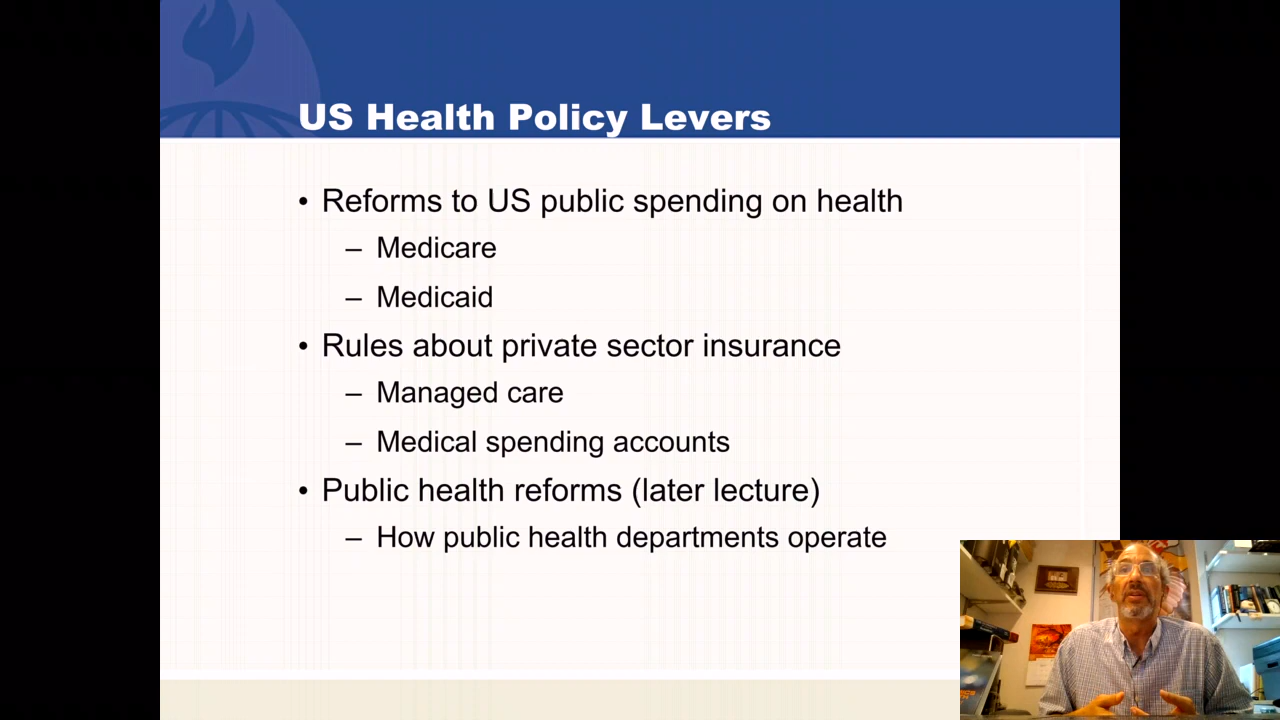 US Health Policy Levers
• Reforms to US public spending on health
– Medicare
– Medicaid
• Rules about private sector insurance
– Managed care
– Medical spending accounts
• Public health reforms (later lecture)
– How public health departments operate